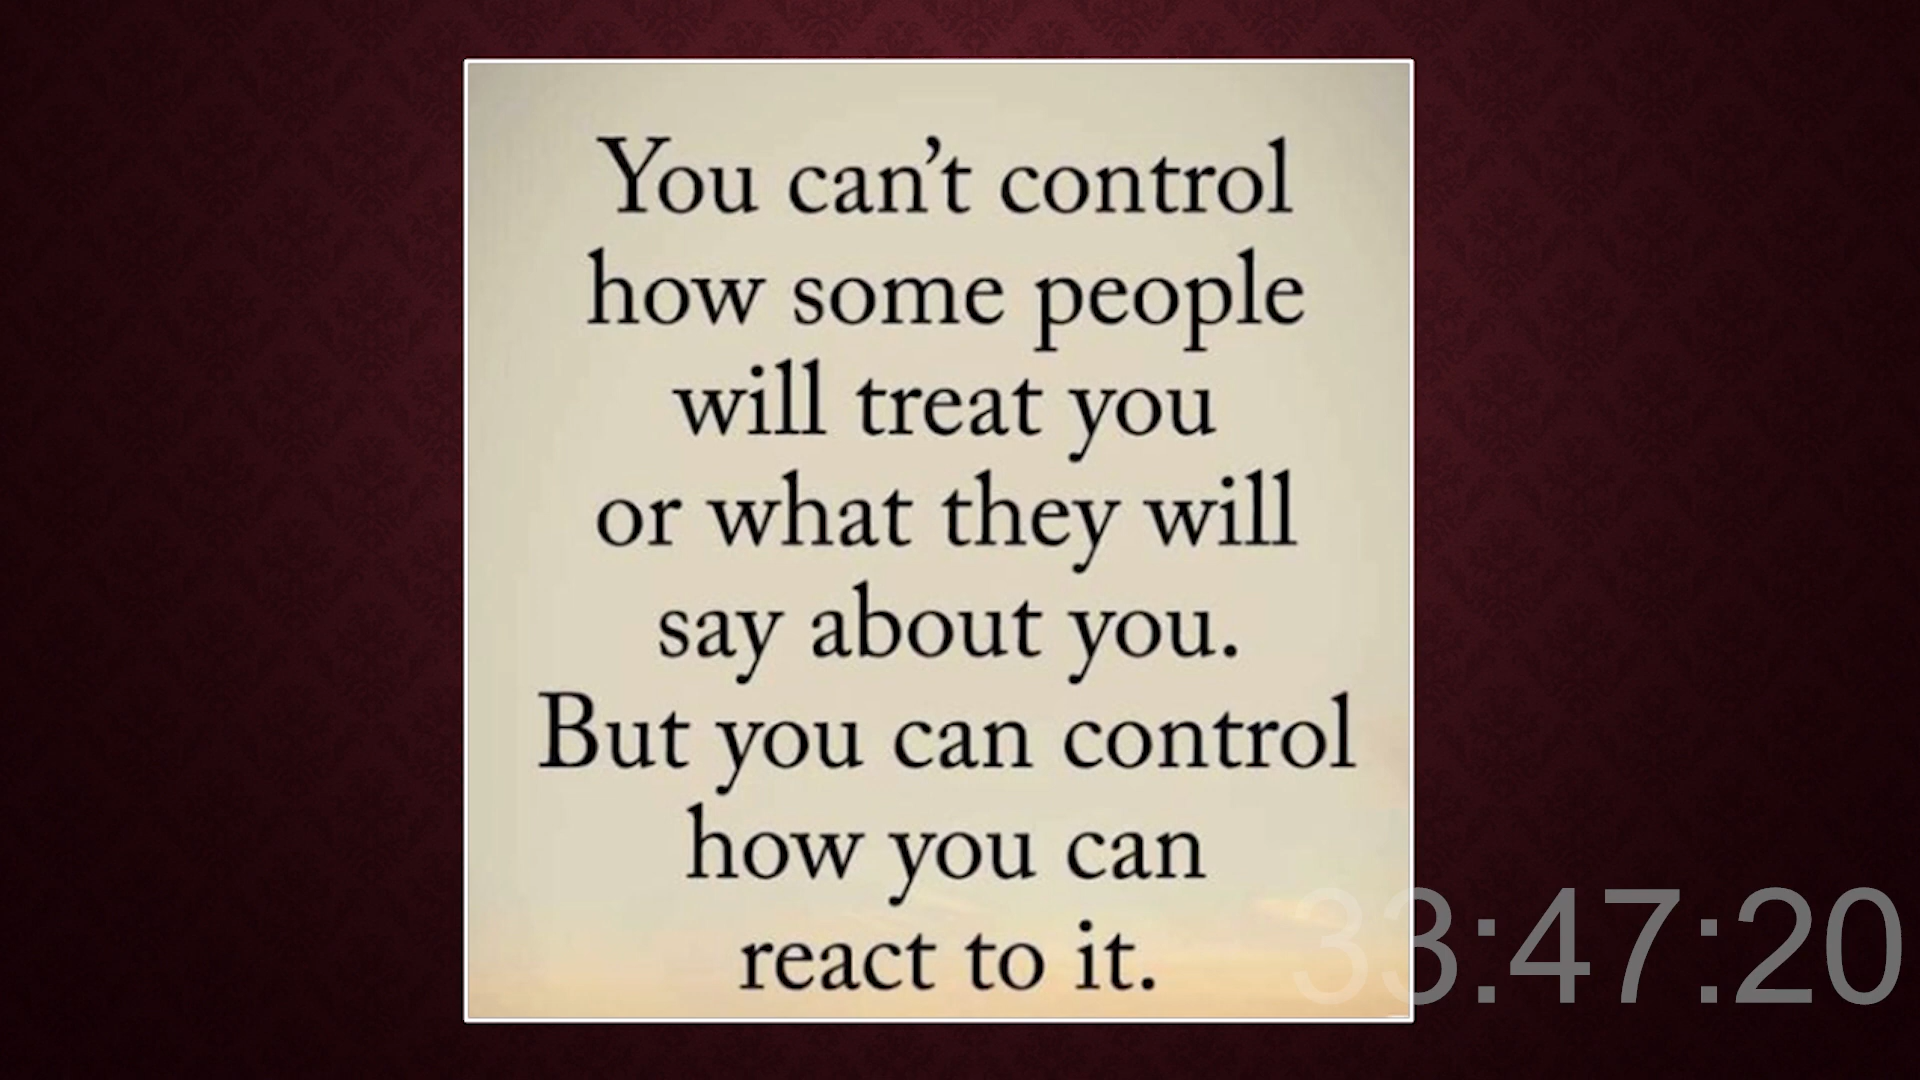 You can’t control
how some people
will treat you
or what they will
say about you.
But you can control
how you can
react to it.
33:47:20